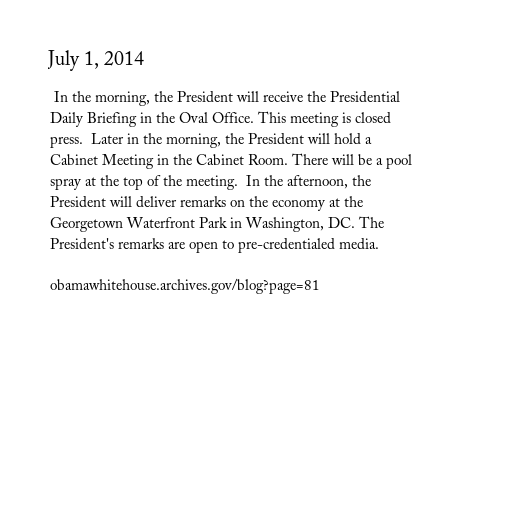 July 1, 2014
In the morning, the President will receive the Presidential
Daily Briefing in the Oval Office. This meeting is closed
press.  Later in the morning, the President will hold a
Cabinet Meeting in the Cabinet Room. There will be a pool
spray at the top of the meeting.  In the afternoon, the
President will deliver remarks on the economy at the
Georgetown Waterfront Park in Washington, DC. The
President's remarks are open to pre-credentialed media.
obamawhitehouse.archives.gov/blog?page=81